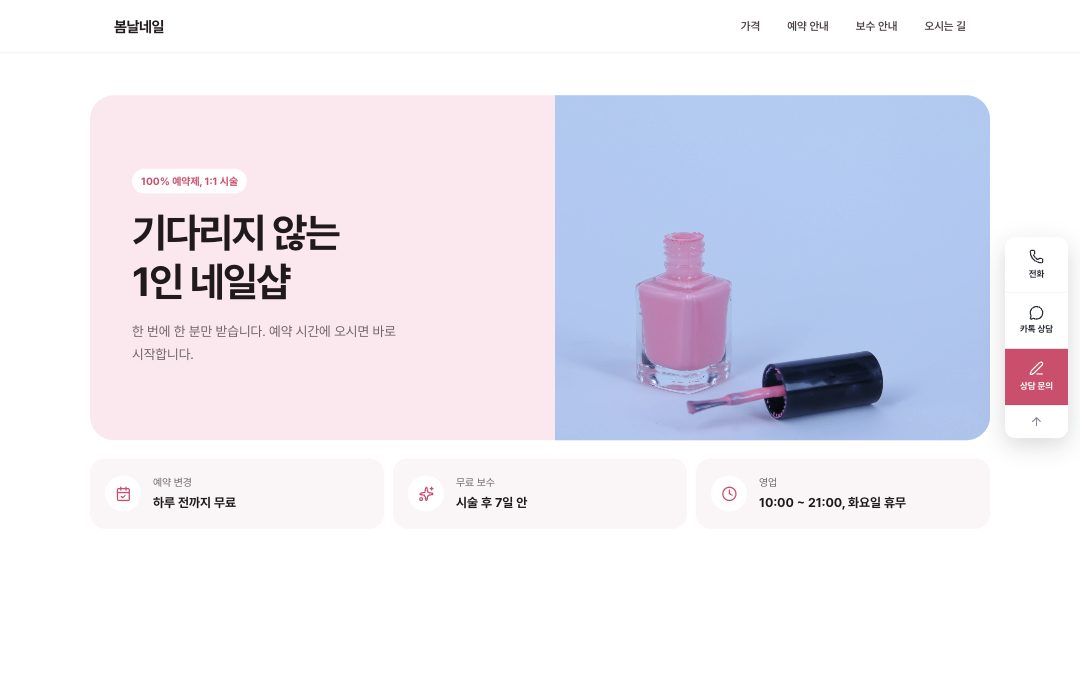 봄날네일
가격
예약 안내
보수 안내
오시는 길
100% 예약제, 1:1 시술
기다리지 않는
1인 네일샵
한 번에 한 분만 받습니다. 예약 시간에 오시면 바로
시작합니다.
전화
카톡 상담
상담 문의
예약 변경
하루 전까지 무료
무료 보수
시술 후 7일 안
영업
10:00 ~ 21:00, 화요일 휴무